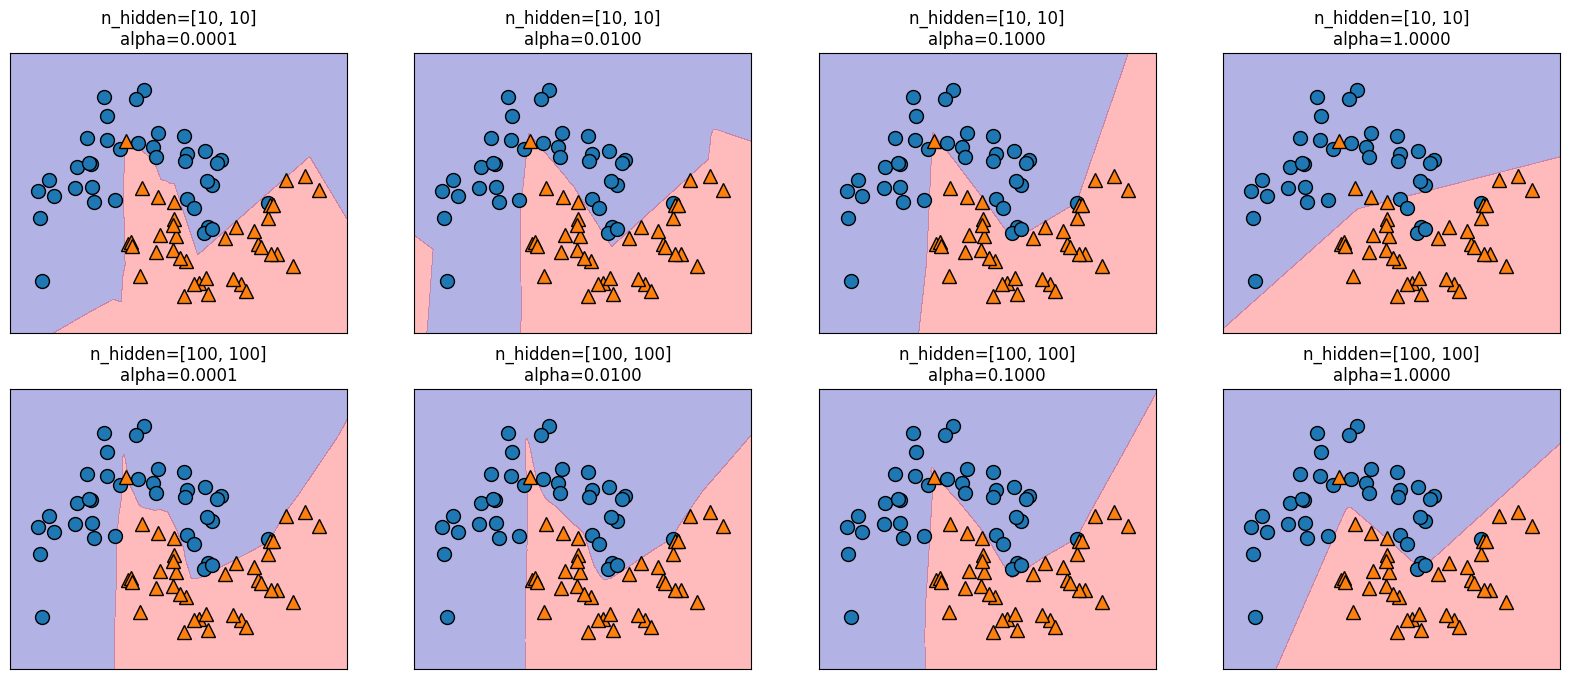 n_hidden=[10, 10]
alpha=0.0001
n_hidden=[10, 10]
alpha=0.0100
n_hidden=[10, 10]
alpha=0.1000
n_hidden=[10, 10]
alpha=1.0000
n_hidden=[100, 100]
alpha=0.0001
n_hidden=[100, 100]
alpha=0.0100
n_hidden=[100, 100]
alpha=0.1000
n_hidden=[100, 100]
alpha=1.0000